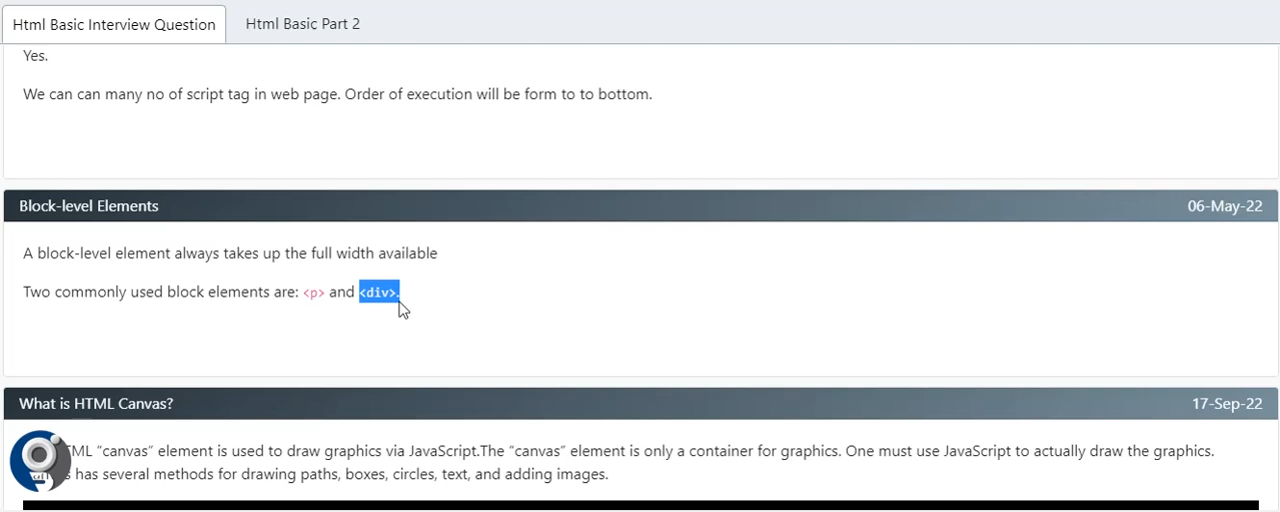 Html Basic Interview Question
Html Basic Part 2
Yes.
We can can many no of script tag in web page. Order of execution will be form to to bottom.
Block-level Elements
06-May-22
A block-level element always takes up the full width available
Two commonly used block elements are: <p> and <div>.
What is HTML Canvas?
17-Sep-22
TML “canvas” element is used to draw graphics via JavaScript.The “canvas” element is only a container for graphics. One must use JavaScript to actually draw the graphics.
s has several methods for drawing paths, boxes, circles, text, and adding images.